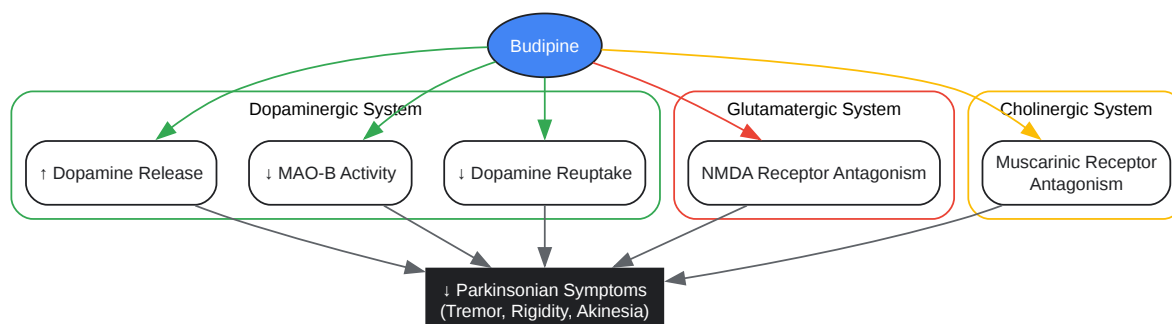 Budipine
Dopaminergic System
Glutamatergic System
Cholinergic System
↑ Dopamine Release
↓ MAO-B Activity
↓ Dopamine Reuptake
NMDA Receptor Antagonism
Muscarinic Receptor
Antagonism
↓ Parkinsonian Symptoms
(Tremor, Rigidity, Akinesia)